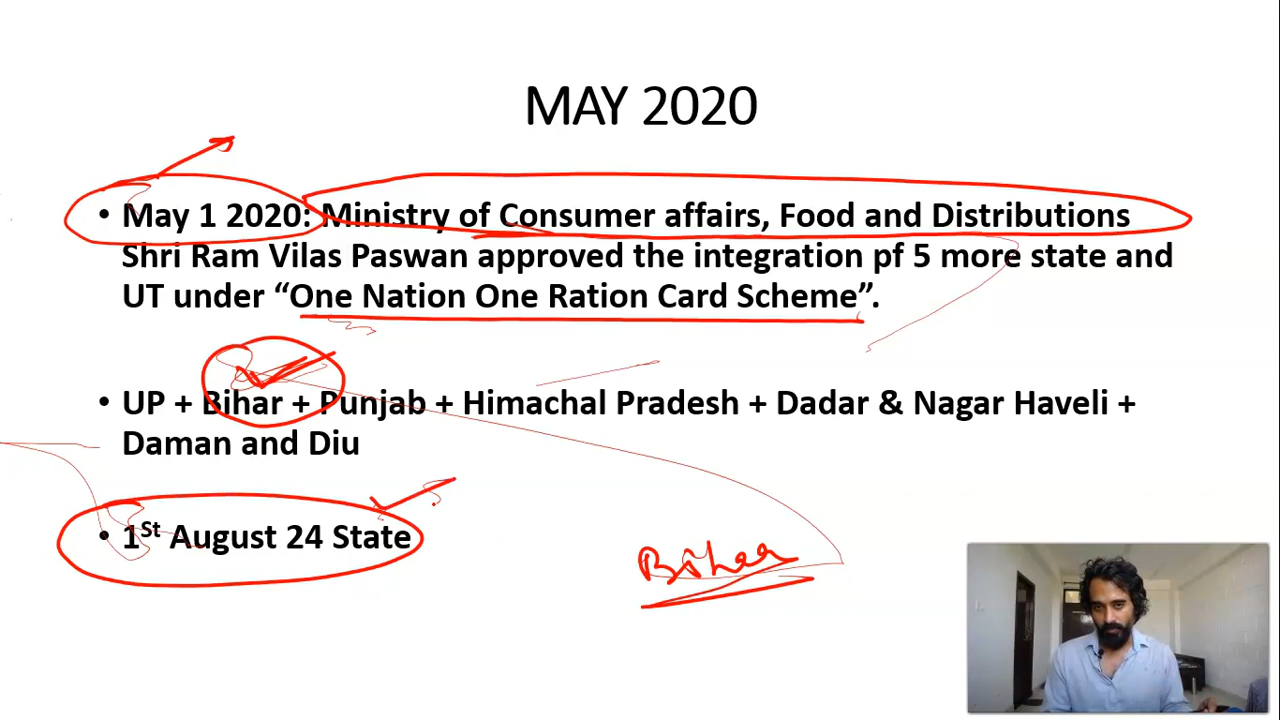 MAY 2020
• May 1 2020: Ministry of Consumer affairs, Food and Distributions
Shri Ram Vilas Paswan approved the integration pf 5 more state and
UT under “One Nation One Ration Card Scheme”.
• UP + Bihar + Punjab + Himachal Pradesh + Dadar & Nagar Haveli +
Daman and Diu
• 1St August 24 State
Bihar